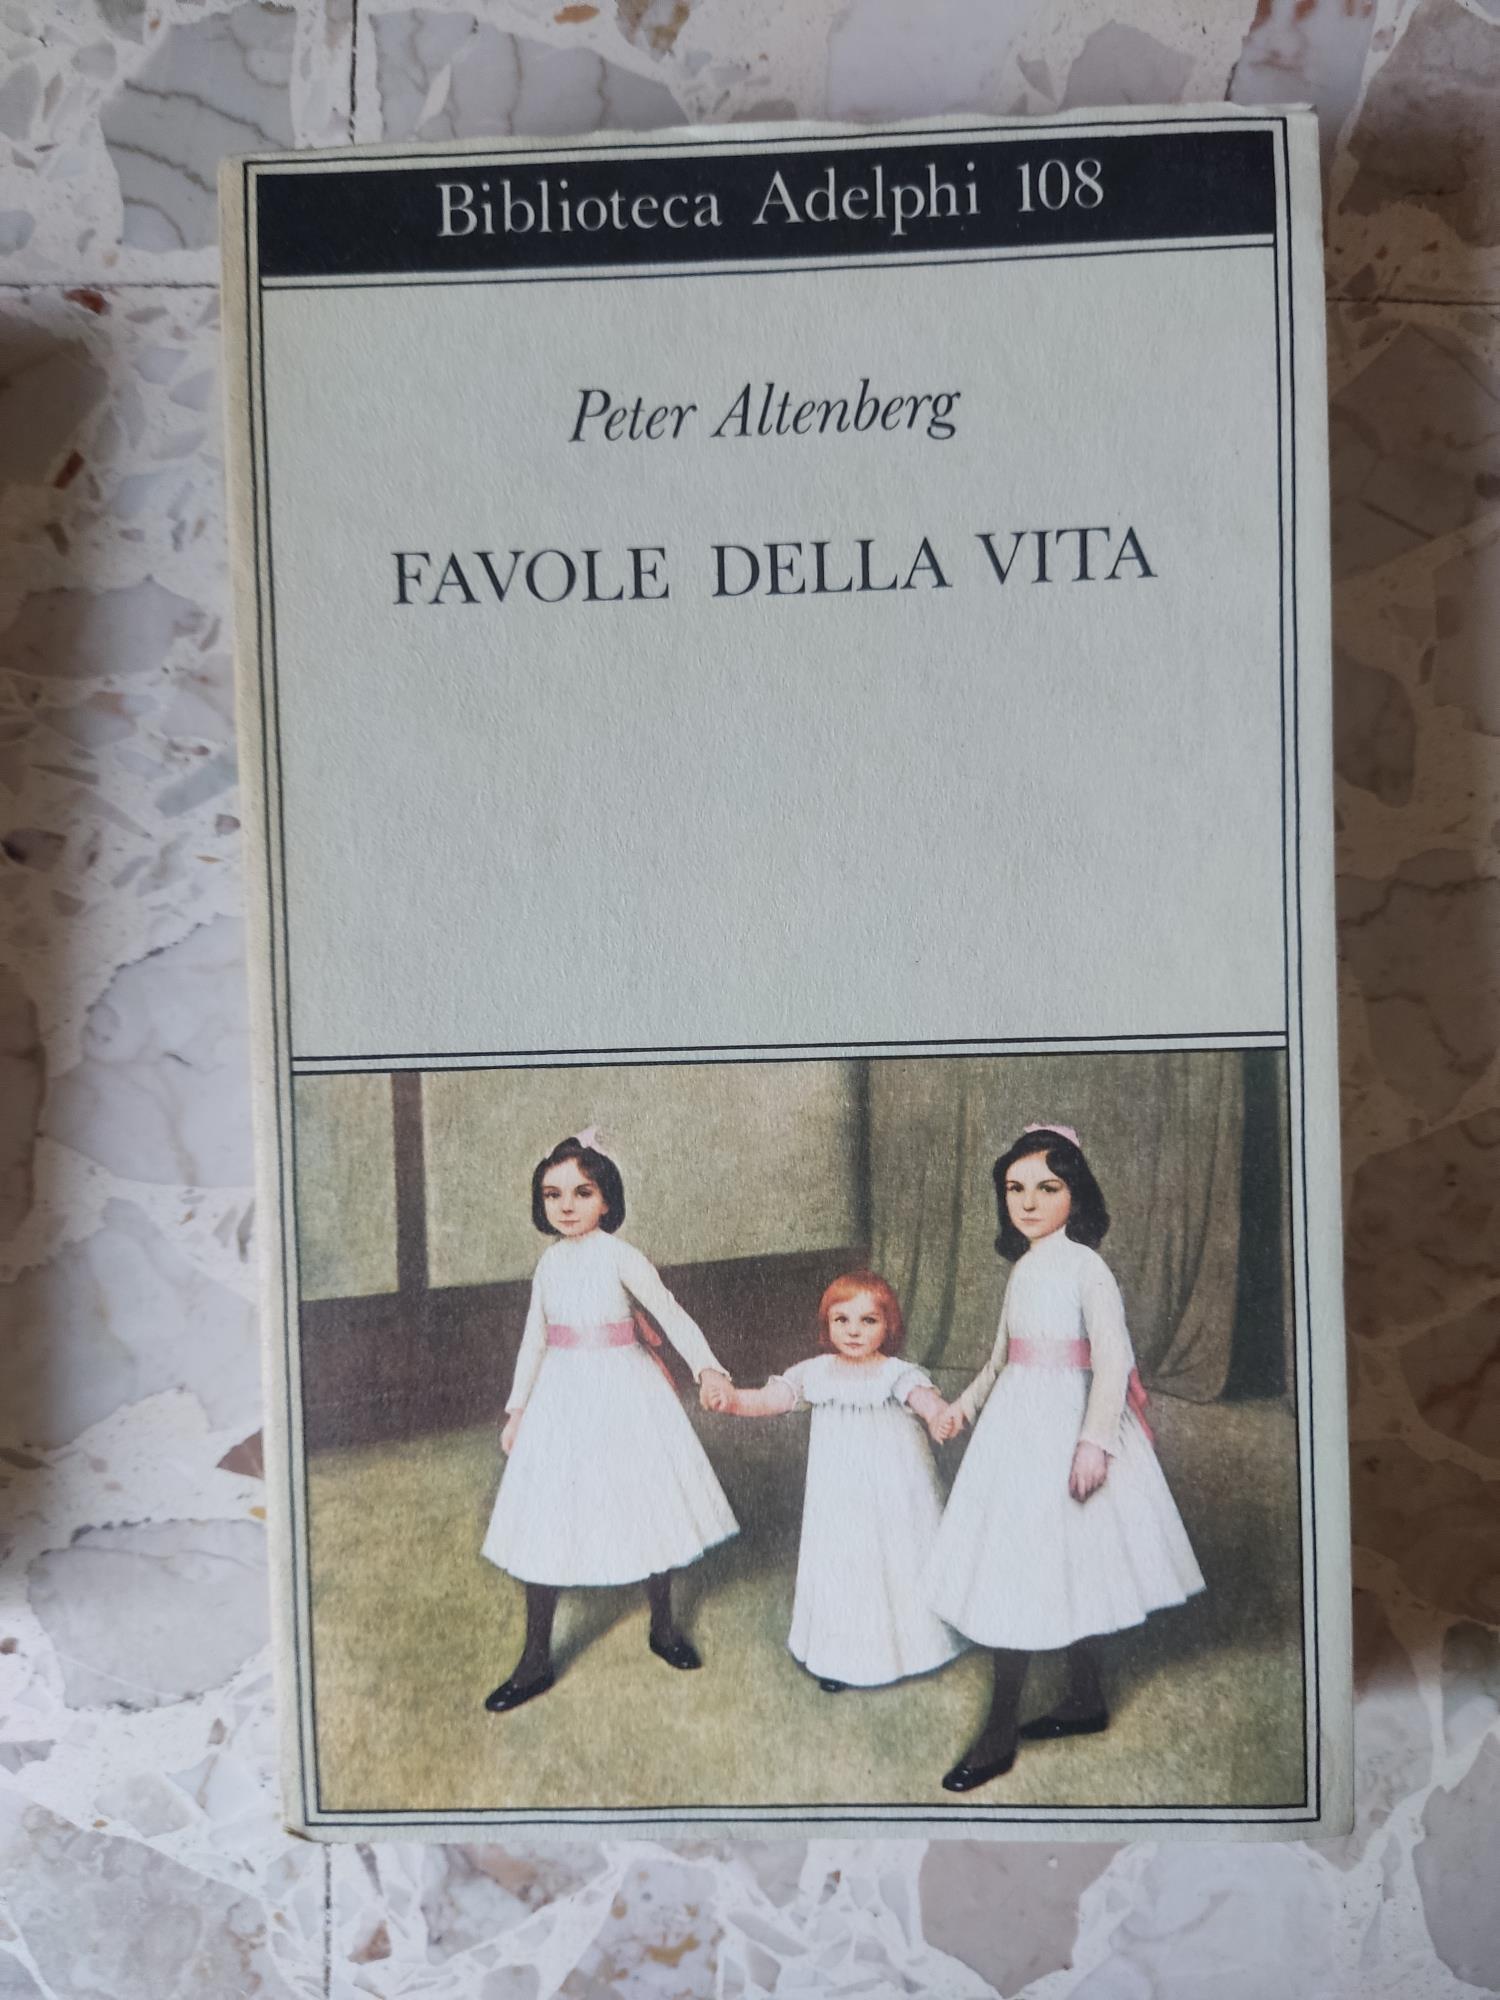 Biblioteca Adelphi 108
Peter Altenberg
FAVOLE DELLA VITA